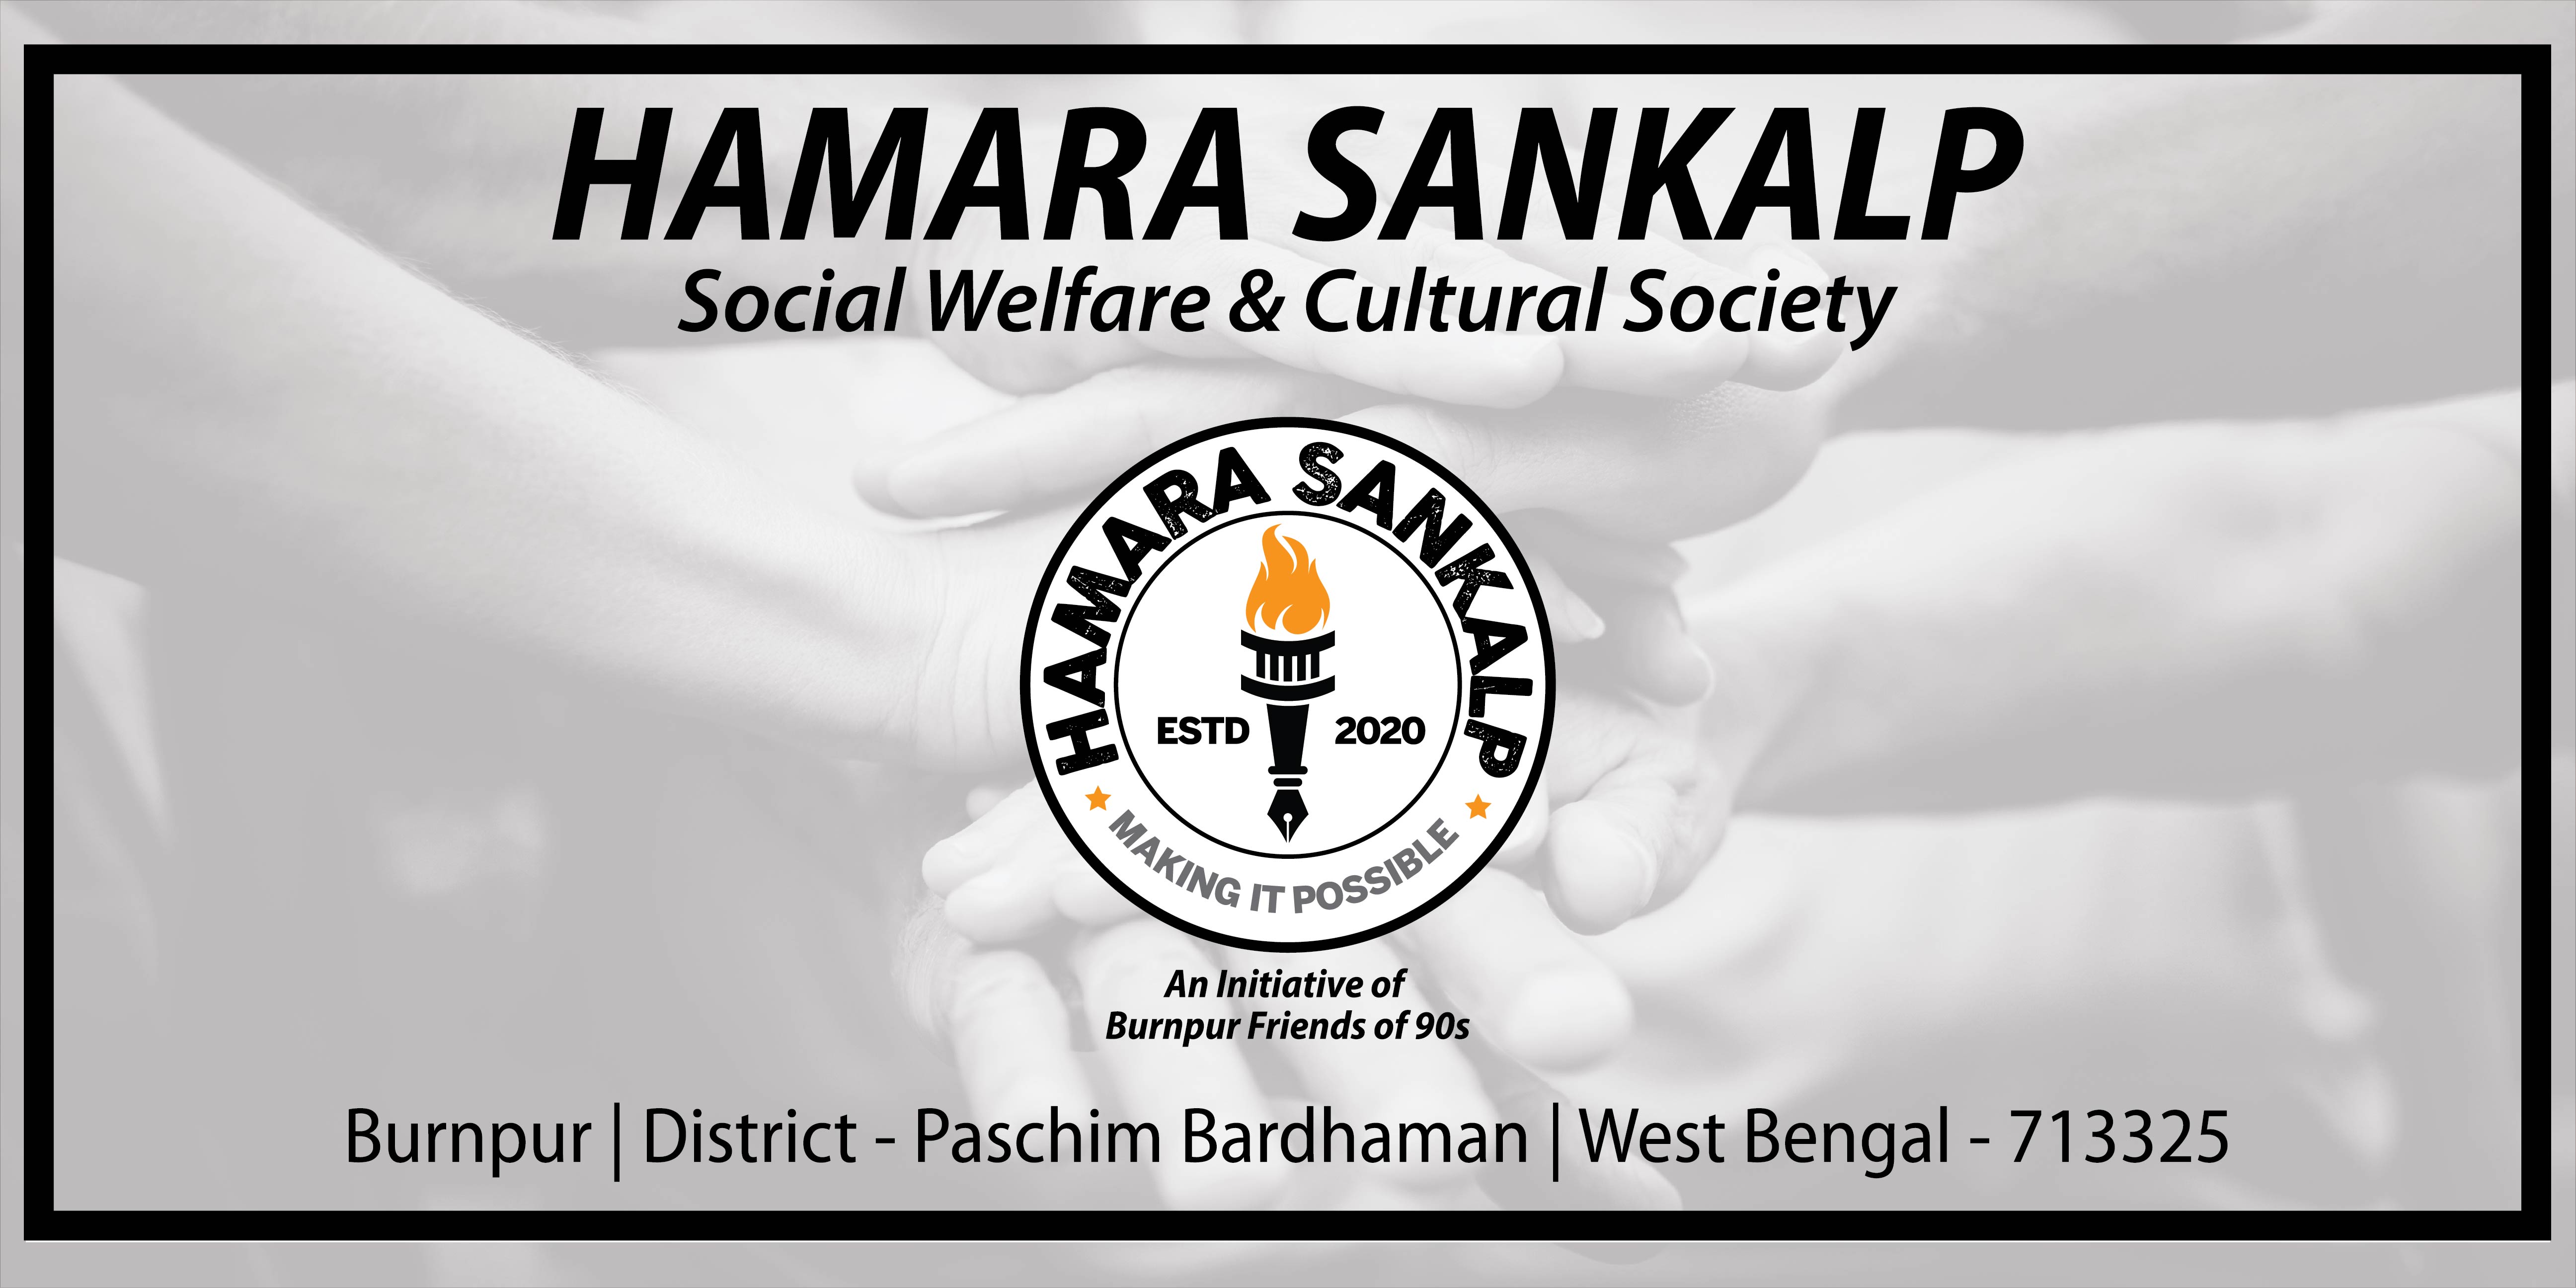 HAMARA SANKALP
Social Welfare & Cultural Society
HAMARA SANKALP
ESTD 2020
MAKING IT POSSIBLE
An Initiative of
Burnpur Friends of 90s
Burnpur | District - Paschim Bardhaman | West Bengal - 713325